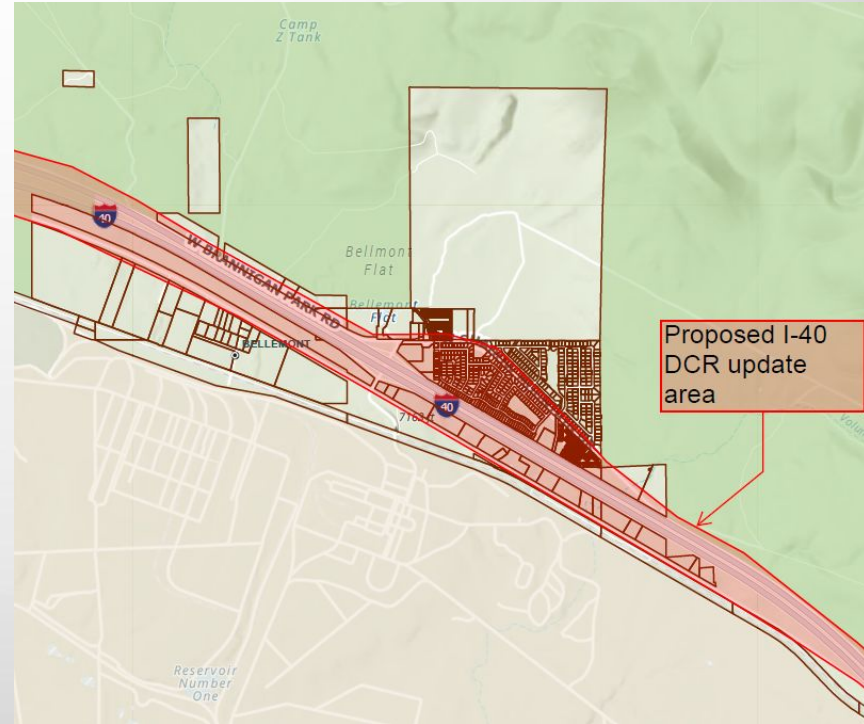 Camp
Z Tank
40
W BRANNIGAN PARK RD
Bellmont
Flat
Bellemont
Flat
BELLEMONT
40
Proposed I-40
DCR update
area
Reservoir
Number
One